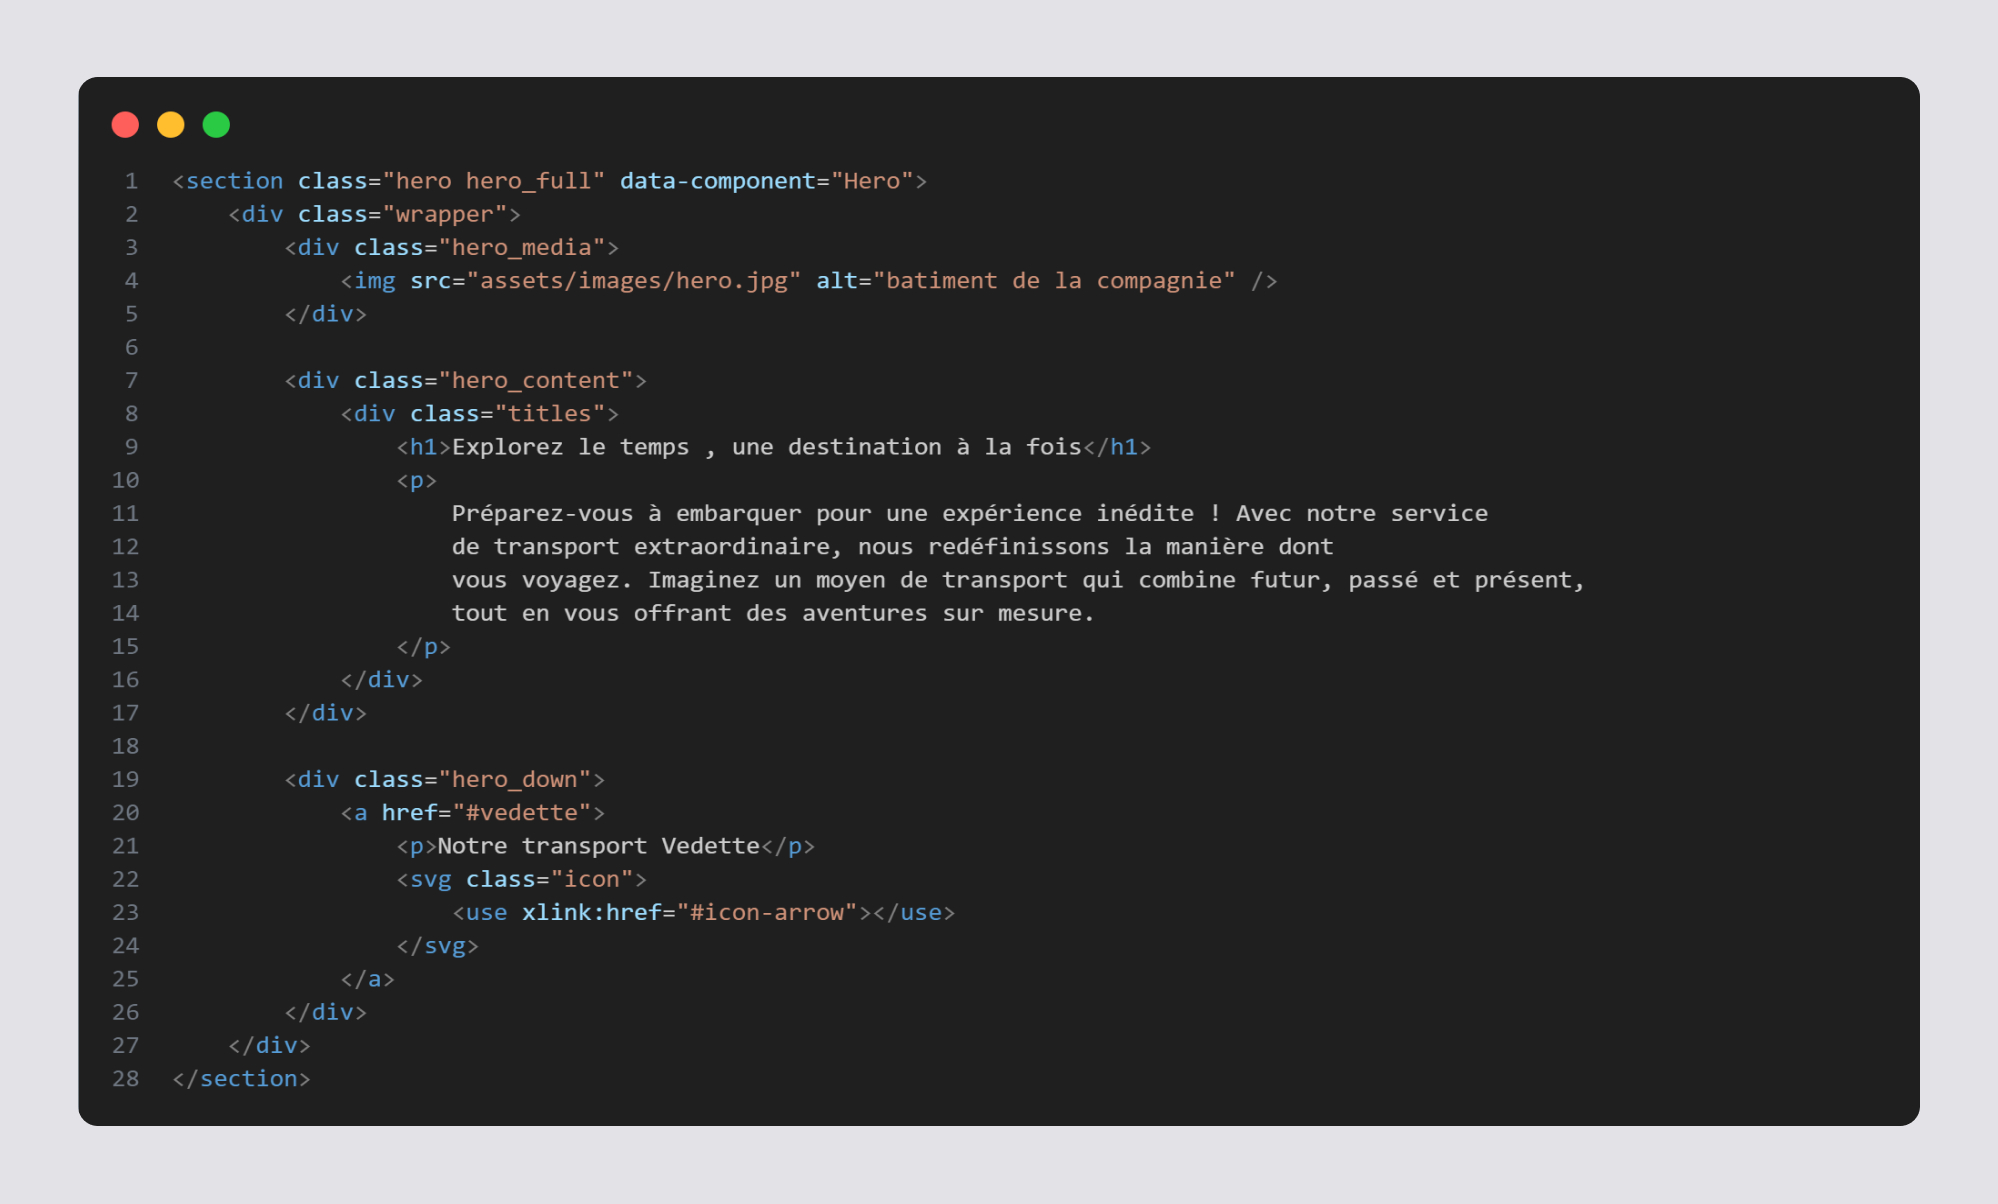 1 <section class="hero hero_full" data-component="Hero">
2     <div class="wrapper">
3         <div class="hero_media">
4             <img src="assets/images/hero.jpg" alt="batiment de la compagnie" />
5         </div>
6
7         <div class="hero_content">
8             <div class="titles">
9                 <h1>Explorez le temps , une destination à la fois</h1>
10                 <p>
11                     Préparez-vous à embarquer pour une expérience inédite ! Avec notre service
12                     de transport extraordinaire, nous redéfinissons la manière dont
13                     vous voyagez. Imaginez un moyen de transport qui combine futur, passé et présent,
14                     tout en vous offrant des aventures sur mesure.
15                 </p>
16             </div>
17         </div>
18
19         <div class="hero_down">
20             <a href="#vedette">
21                 <p>Notre transport Vedette</p>
22                 <svg class="icon">
23                     <use xlink:href="#icon-arrow"></use>
24                 </svg>
25             </a>
26         </div>
27     </div>
28 </section>